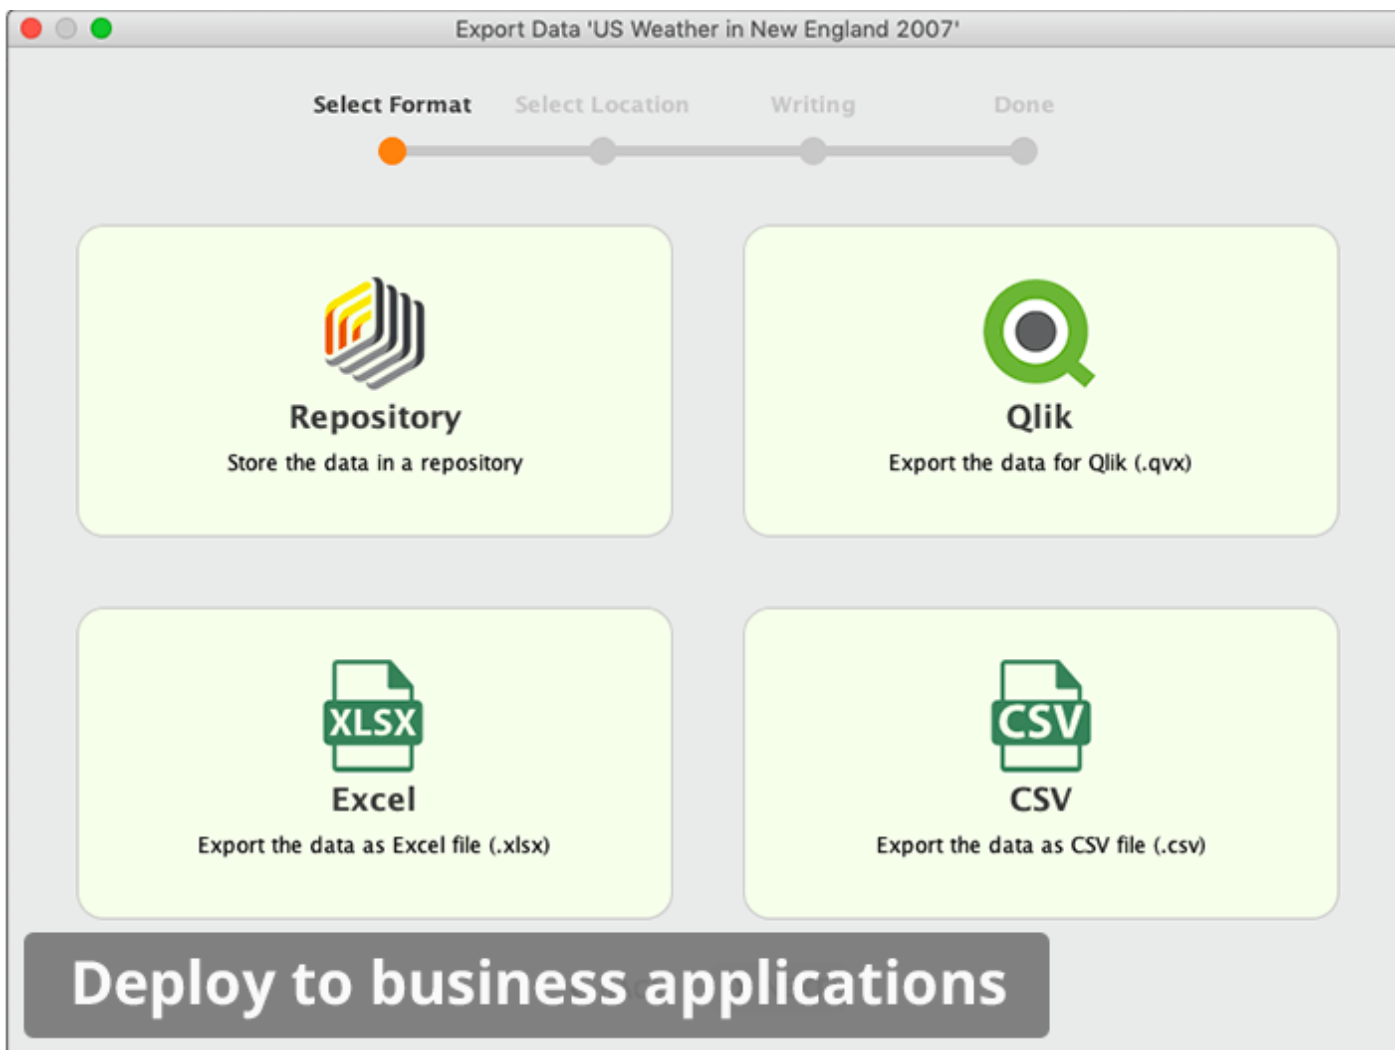 Export Data 'US Weather in New England 2007'
Select Format Select Location Writing Done
Repository
Store the data in a repository
Qlik
Export the data for Qlik (.qvx)
XLSX
Excel
Export the data as Excel file (.xlsx)
CSV
CSV
Export the data as CSV file (.csv)
Deploy to business applications